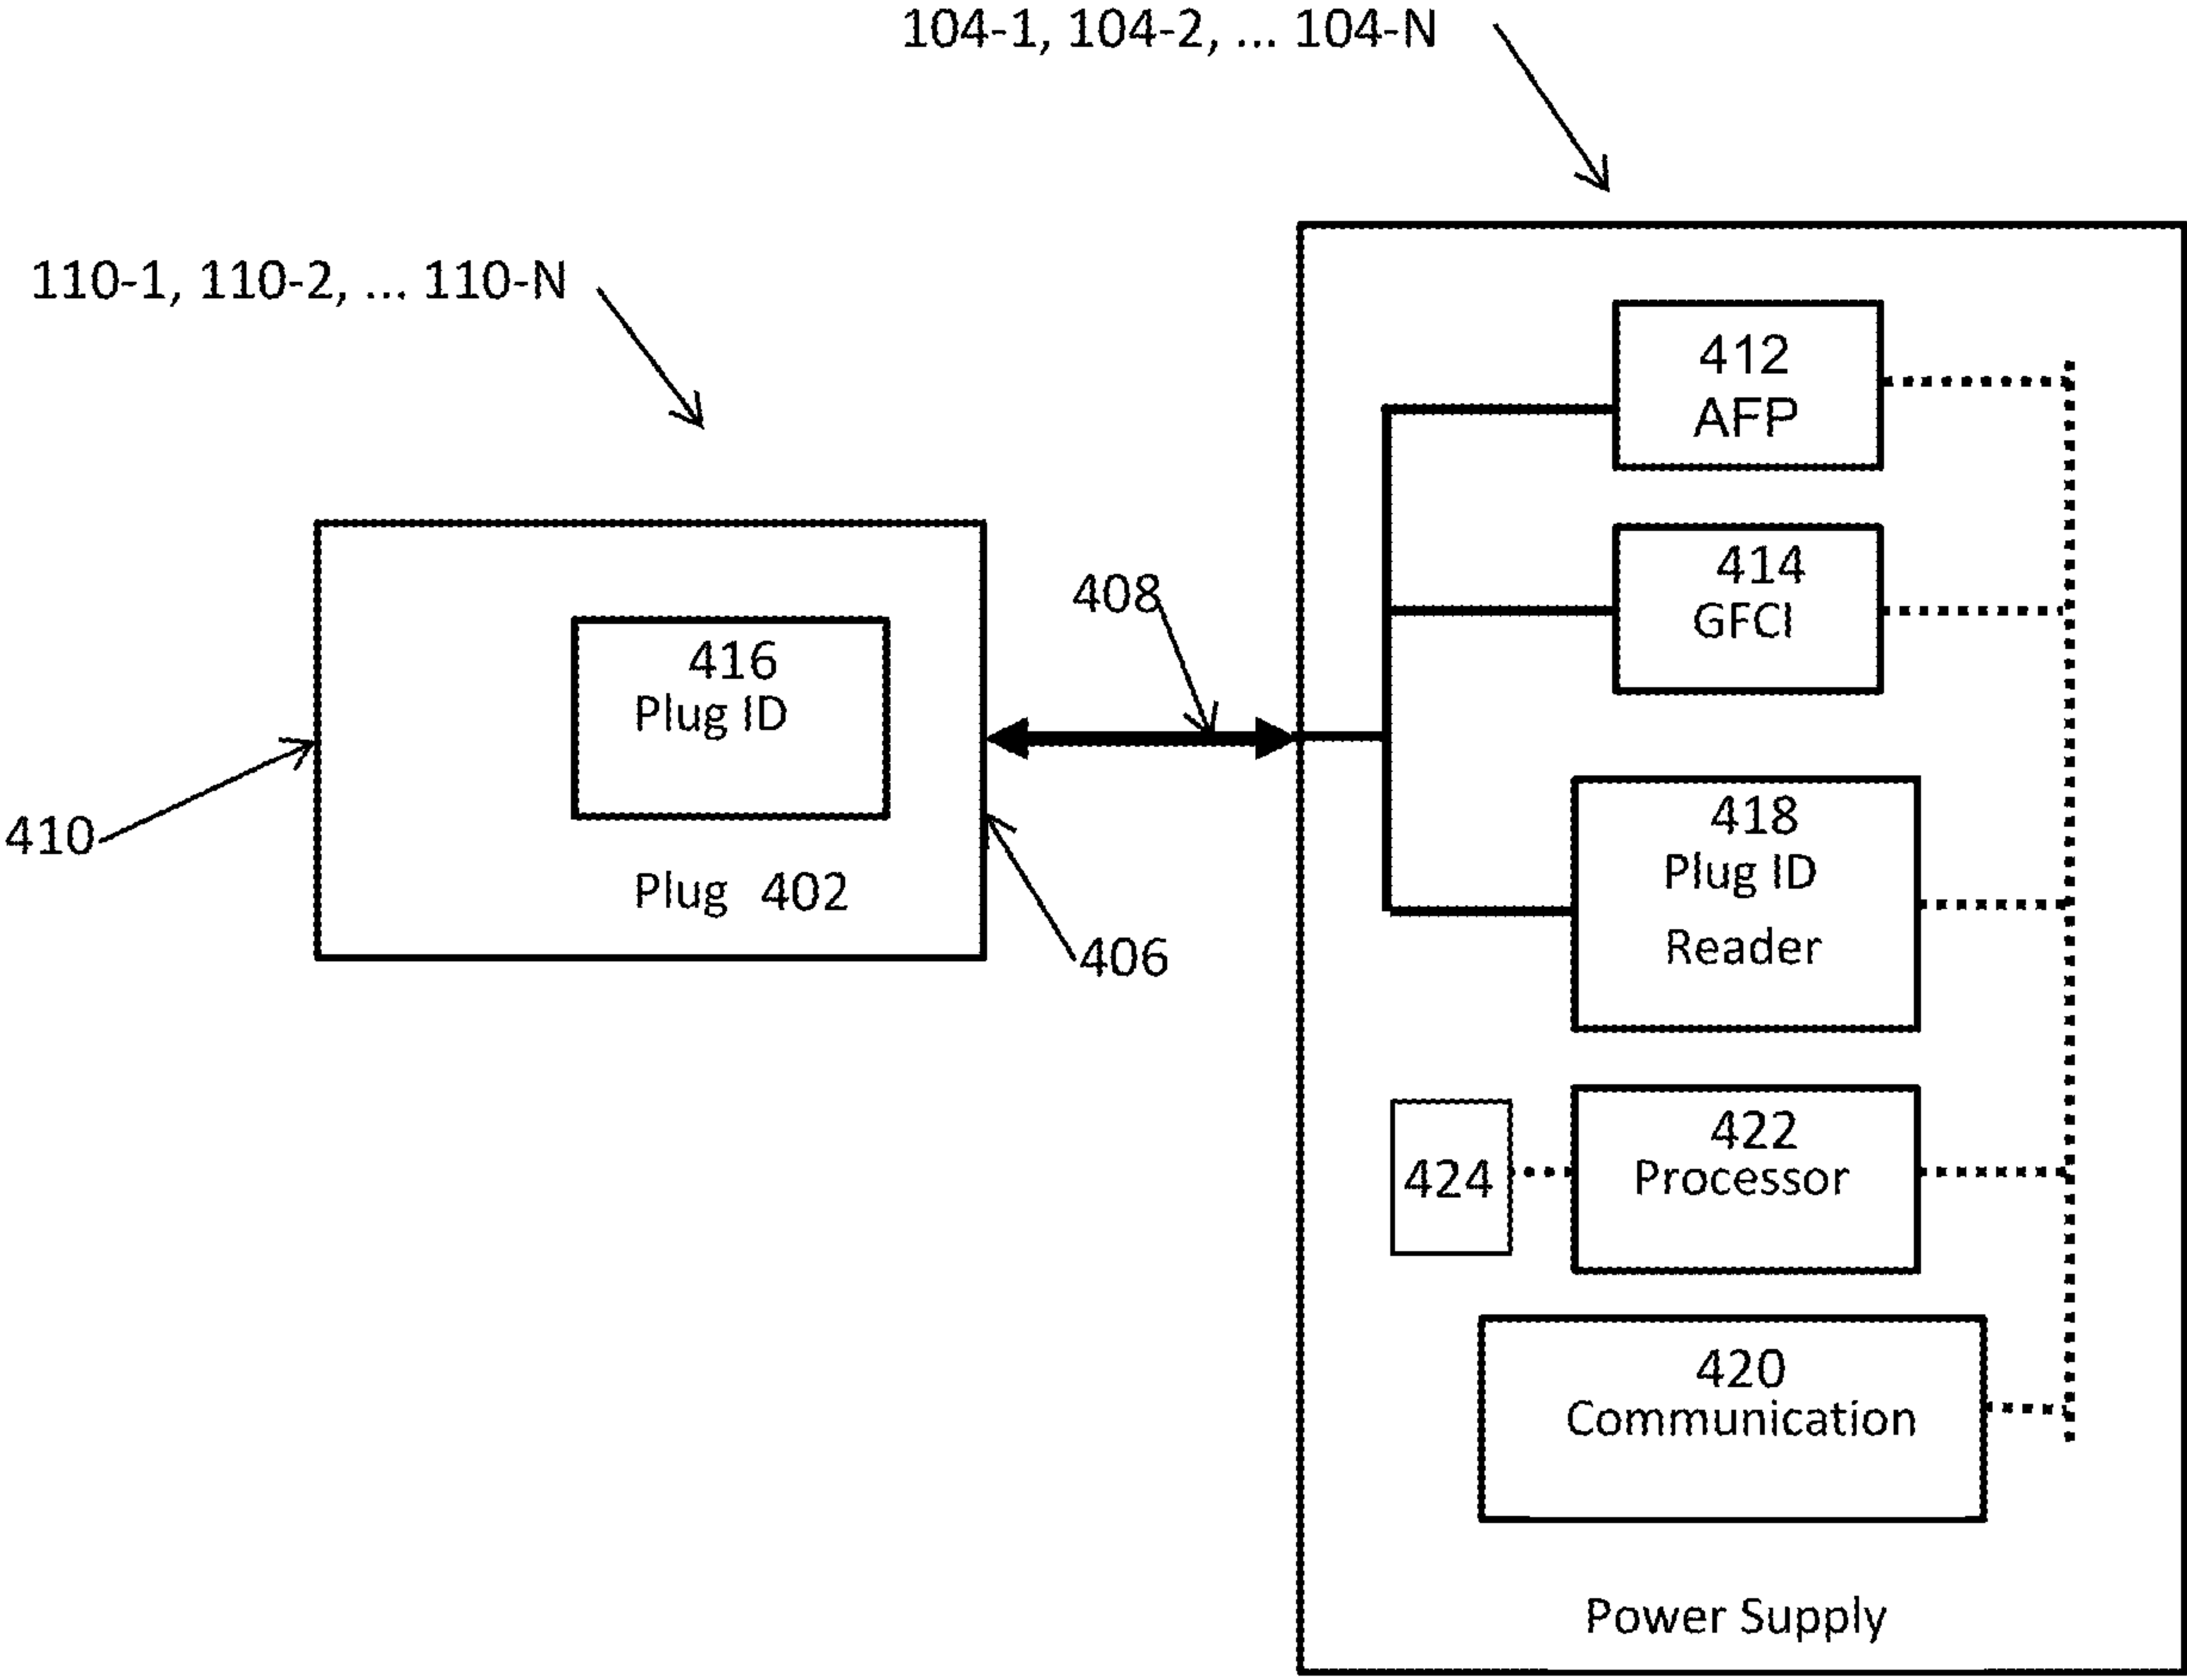 104-1, 104-2, ... 104-N
110-1, 110-2, ... 110-N
412
AFP
414
GFCI
408
416
Plug ID
410
Plug 402
406
418
Plug ID
Reader
424
422
Processor
420
Communication
Power Supply